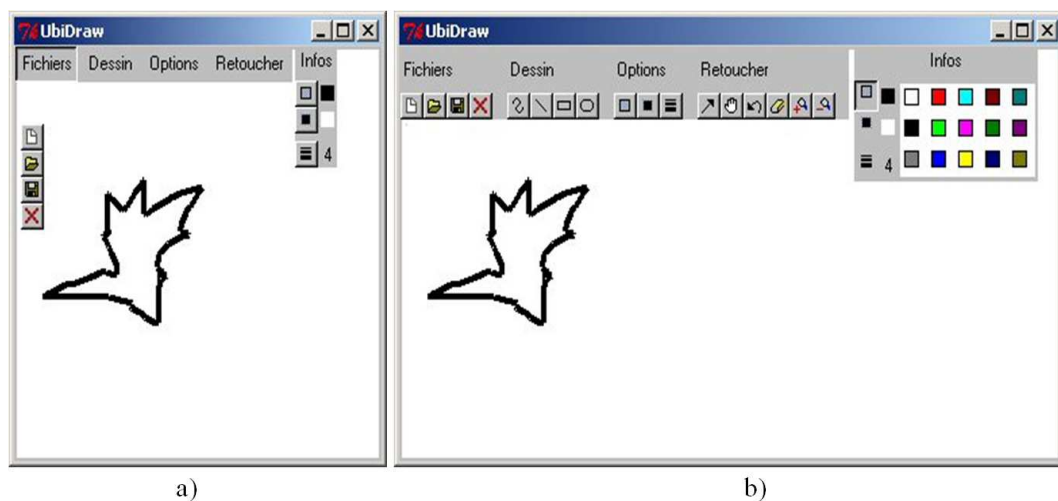 UbiDraw
Fichiers Dessin Options Retoucher Infos
4
UbiDraw
Fichiers Dessin Options Retoucher Infos
4
a)
b)